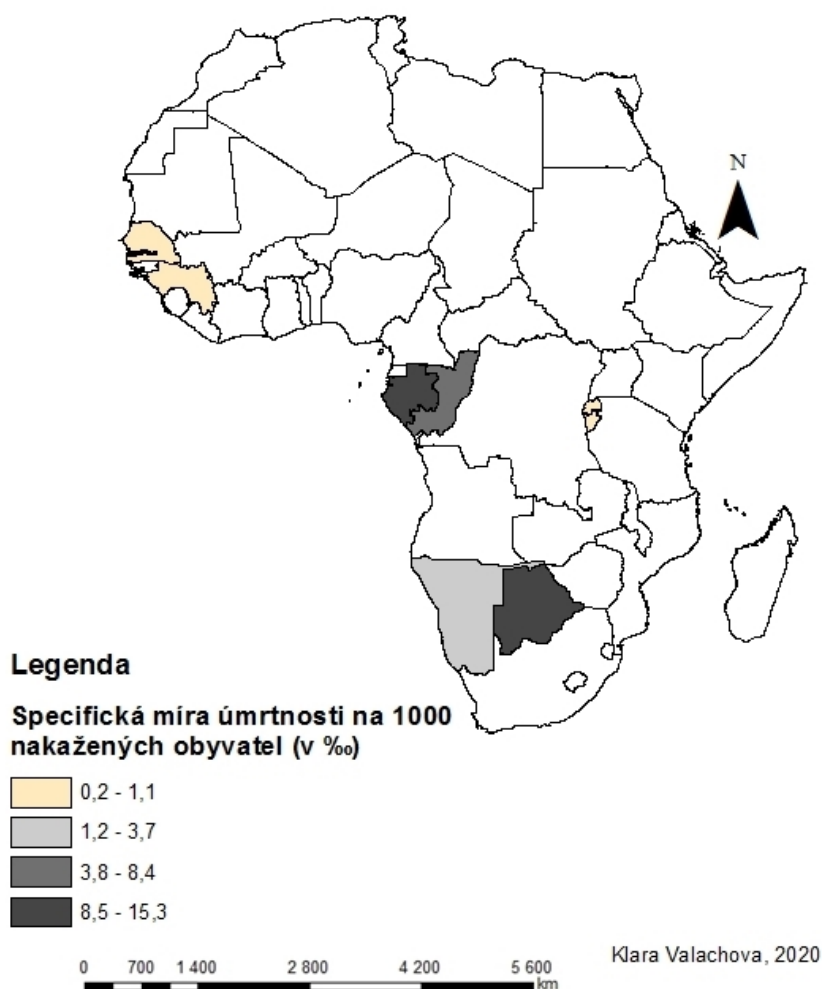 N
Legenda
Specifická míra úmrtnosti na 1000
nakažených obyvatel (v ‰)
0,2 - 1,1
1,2 - 3,7
3,8 - 8,4
8,5 - 15,3
Klara Valachova, 2020
0 700 1 400 2 800 4 200 5 600
km